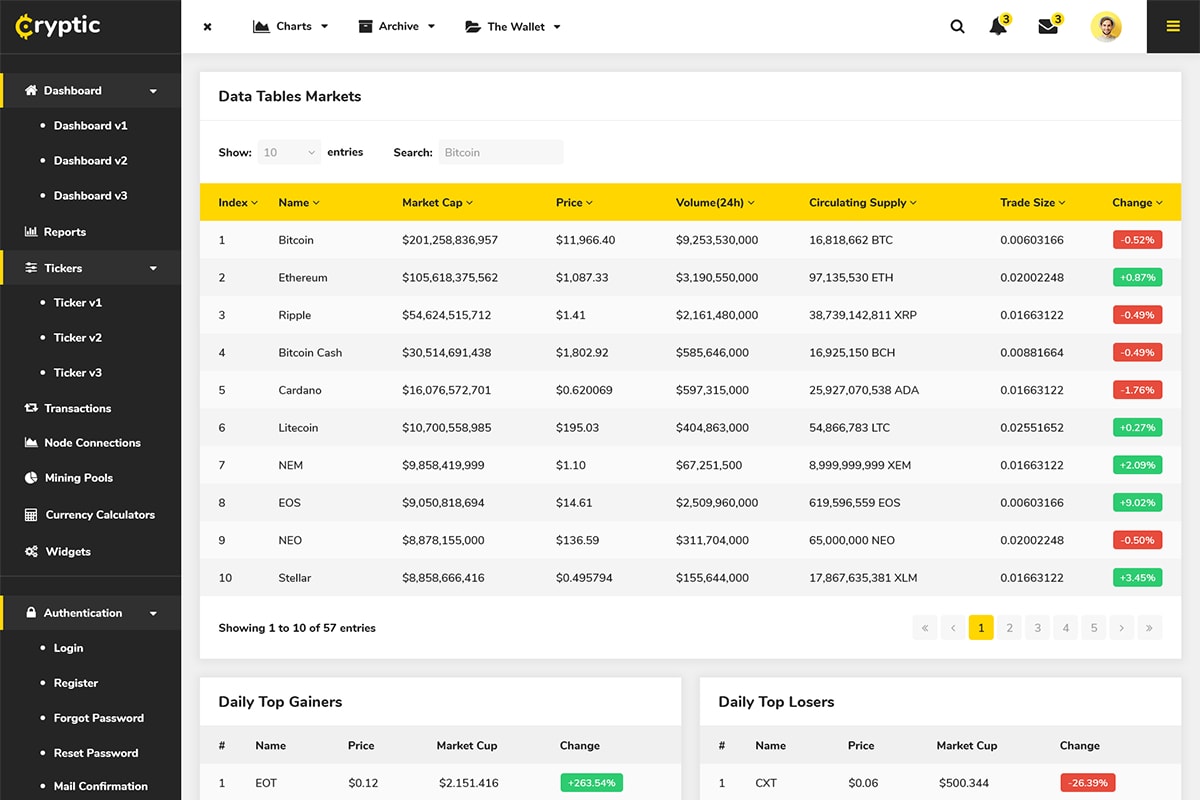 Cryptic
Charts
Archive
The Wallet
3
3
Dashboard
Dashboard v1
Dashboard v2
Dashboard v3
Reports
Tickers
Ticker v1
Ticker v2
Ticker v3
Transactions
Node Connections
Mining Pools
Currency Calculators
Widgets
Authentication
Login
Register
Forgot Password
Reset Password
Mail Confirmation
Data Tables Markets
Show: 10 entries Search: Bitcoin
Index Name Market Cap Price Volume(24h) Circulating Supply Trade Size Change
1 Bitcoin $201,258,836,957 $11,966.40 $9,253,530,000 16,818,662 BTC 0.00603166 -0.52%
2 Ethereum $105,618,375,562 $1,087.33 $3,190,550,000 97,135,530 ETH 0.02002248 +0.87%
3 Ripple $54,624,515,712 $1.41 $2,161,480,000 38,739,142,811 XRP 0.01663122 -0.49%
4 Bitcoin Cash $30,514,691,438 $1,802.92 $585,646,000 16,925,150 BCH 0.00881664 -0.49%
5 Cardano $16,076,572,701 $0.620069 $597,315,000 25,927,070,538 ADA 0.01663122 -1.76%
6 Litecoin $10,700,558,985 $195.03 $404,863,000 54,866,783 LTC 0.02551652 +0.27%
7 NEM $9,858,419,999 $1.10 $67,251,500 8,999,999,999 XEM 0.01663122 +2.09%
8 EOS $9,050,818,694 $14.61 $2,509,960,000 619,596,559 EOS 0.00603166 +9.02%
9 NEO $8,878,155,000 $136.59 $311,704,000 65,000,000 NEO 0.02002248 -0.50%
10 Stellar $8,858,666,416 $0.495794 $155,644,000 17,867,635,381 XLM 0.01663122 +3.45%
Showing 1 to 10 of 57 entries
« ‹ 1 2 3 4 5 › »
Daily Top Gainers
# Name Price Market Cup Change
1 EOT $0.12 $2.151.416 +263.54%
Daily Top Losers
# Name Price Market Cup Change
1 CXT $0.06 $500.344 -26.39%